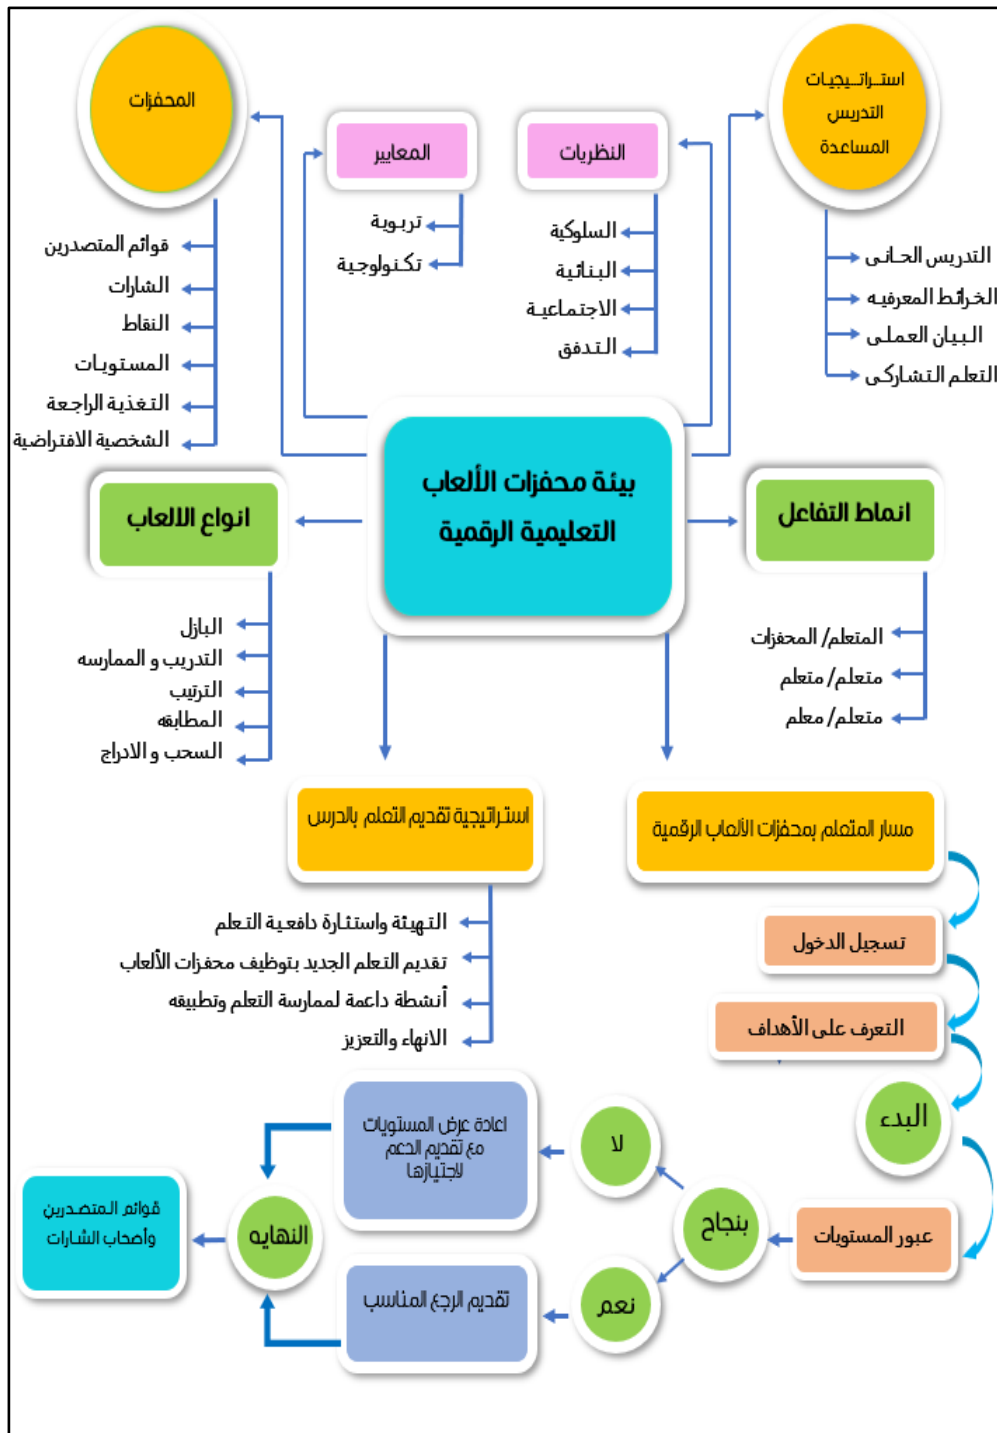 استراتيجيات
التدريس
المساعدة
التدريس الحانى
الخرائط المعرفيه
البيان العملى
التعلم التشاركى
النظريات
السلوكية
البنائية
الاجتماعية
التدفق
المعايير
تربوية
تكنولوجية
المحفزات
قوائم المتصدرين
الشارات
النقاط
المستويات
التغذية الراجعة
الشخصية الافتراضية
بيئة محفزات الألعاب
التعليمية الرقمية
انماط التفاعل
المتعلم/ المحفزات
متعلم/ متعلم
متعلم/ معلم
انواع الالعاب
البازل
التدريب و الممارسه
الترتيب
المطابقه
السحب و الادراج
مسار المتعلم بمحفزات الألعاب الرقمية
استراتيجية تقديم التعلم بالدرس
التهيئة واستثارة دافعية التعلم
تقديم التعلم الجديد بتوظيف محفزات الألعاب
أنشطة داعمة لممارسة التعلم وتطبيقه
الانهاء والتعزيز
تسجيل الدخول
التعرف على الأهداف
البدء
عبور المستويات
بنجاح
لا
نعم
اعادة عرض المستويات
مع تقديم الدعم
لاجتيازها
تقديم الرجع المناسب
النهايه
قوائم المتصدرين
وأصحاب الشارات